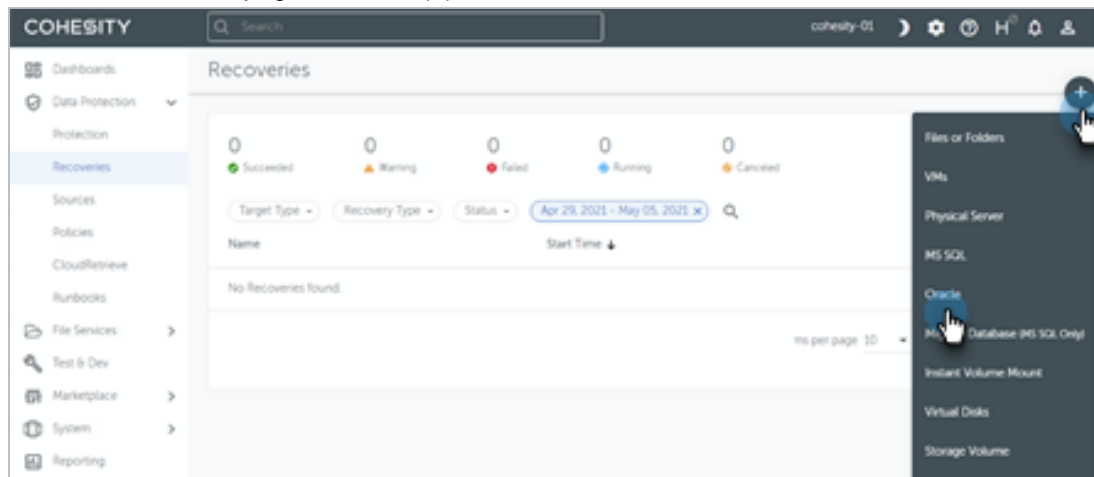 COHESITY
Search
cohesity-01
H
Dashboards
Data Protection
Protection
Recoveries
Sources
Policies
CloudRetrieve
Runbooks
File Services
Test & Dev
Marketplace
System
Reporting
Recoveries
0 0 0 0 0
Succeeded Warning Failed Running Canceled
Target Type Recovery Type Status Apr 29, 2021 - May 05, 2021 x
Name Start Time
No Recoveries found.
ms per page 10
+
Files or Folders
VMs
Physical Server
MS SQL
Oracle
Database (MS SQL Only)
Instant Volume Mount
Virtual Disks
Storage Volume